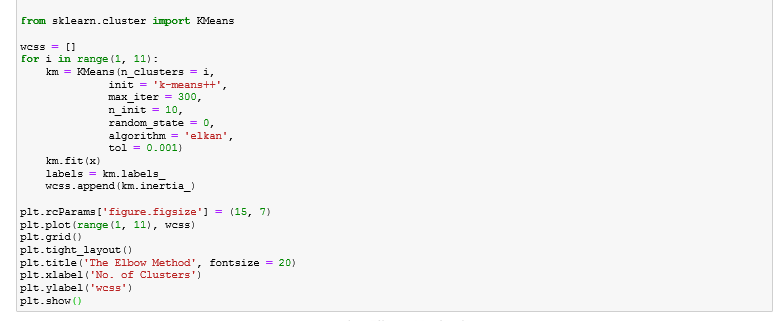 from sklearn.cluster import KMeans
wcss = []
for i in range(1, 11):
    km = KMeans(n_clusters = i,
                init = 'k-means++',
                max_iter = 300,
                n_init = 10,
                random_state = 0,
                algorithm = 'elkan',
                tol = 0.001)
    km.fit(x)
    labels = km.labels_
    wcss.append(km.inertia_)
plt.rcParams['figure.figsize'] = (15, 7)
plt.plot(range(1, 11), wcss)
plt.grid()
plt.tight_layout()
plt.title('The Elbow Method', fontsize = 20)
plt.xlabel('No. of Clusters')
plt.ylabel('wcss')
plt.show()